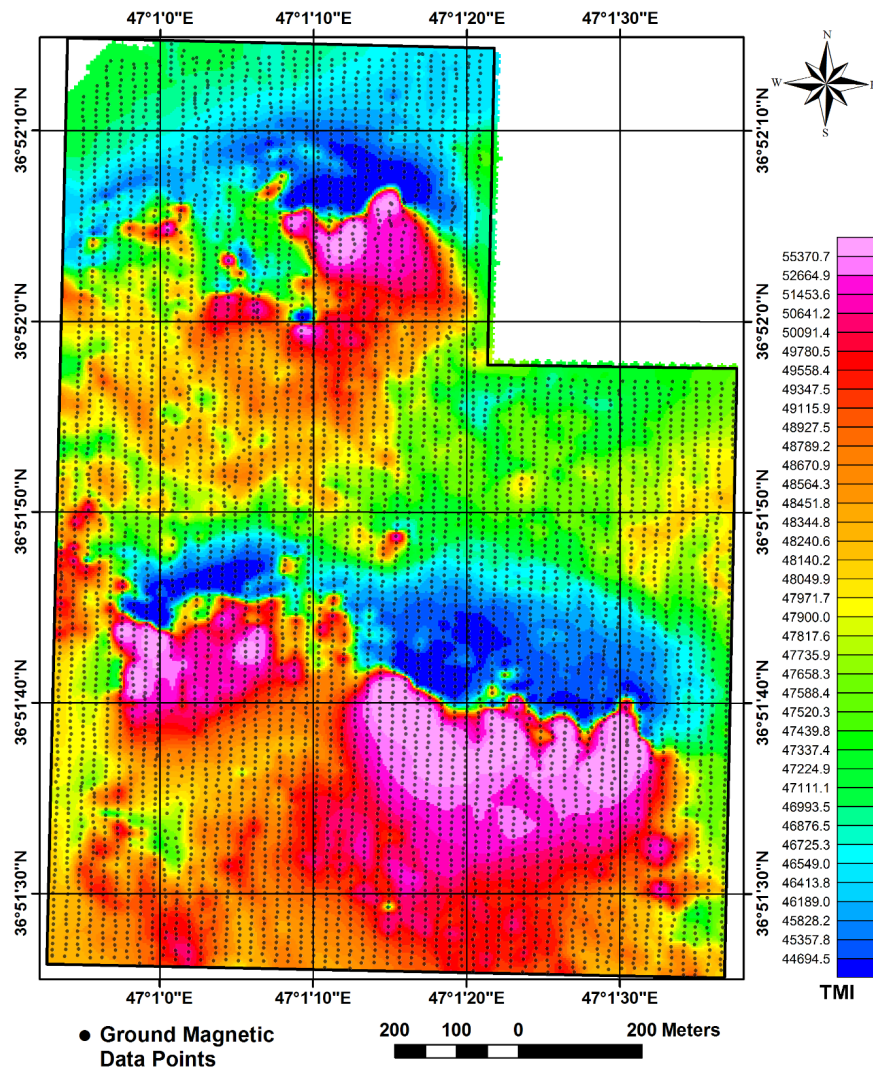 47°1'0"E 47°1'10"E 47°1'20"E 47°1'30"E
N
W E
S
36°52'10"N 36°52'10"N
36°52'0"N 36°52'0"N
36°51'50"N 36°51'50"N
36°51'40"N 36°51'40"N
36°51'30"N 36°51'30"N
55370.7
52664.9
51453.6
50641.2
50091.4
49780.5
49558.4
49347.5
49115.9
48927.5
48789.2
48670.9
48564.3
48451.8
48344.8
48240.6
48140.2
48049.9
47971.7
47900.0
47817.6
47735.9
47658.3
47588.4
47520.3
47439.8
47337.4
47224.9
47111.1
46993.5
46876.5
46725.3
46549.0
46413.8
46189.0
45828.2
45357.8
44694.5
TMI
47°1'0"E 47°1'10"E 47°1'20"E 47°1'30"E
● Ground Magnetic
Data Points
200 100 0 200 Meters